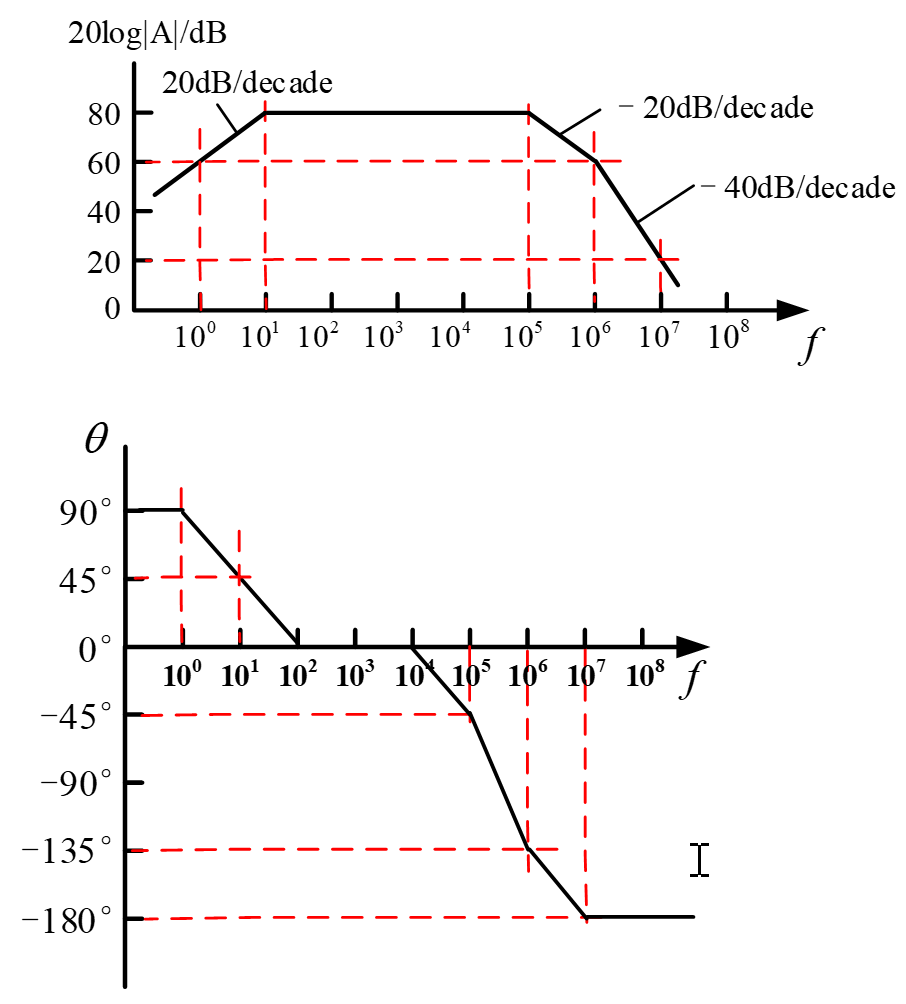 20log|A|/dB
20dB/decade
− 20dB/decade
80
60
− 40dB/decade
40
20
0
10⁰ 10¹ 10² 10³ 10⁴ 10⁵ 10⁶ 10⁷ 10⁸
f
θ
90°
45°
0°
10⁰ 10¹ 10² 10³ 10⁴ 10⁵ 10⁶ 10⁷ 10⁸
f
−45°
−90°
−135°
−180°